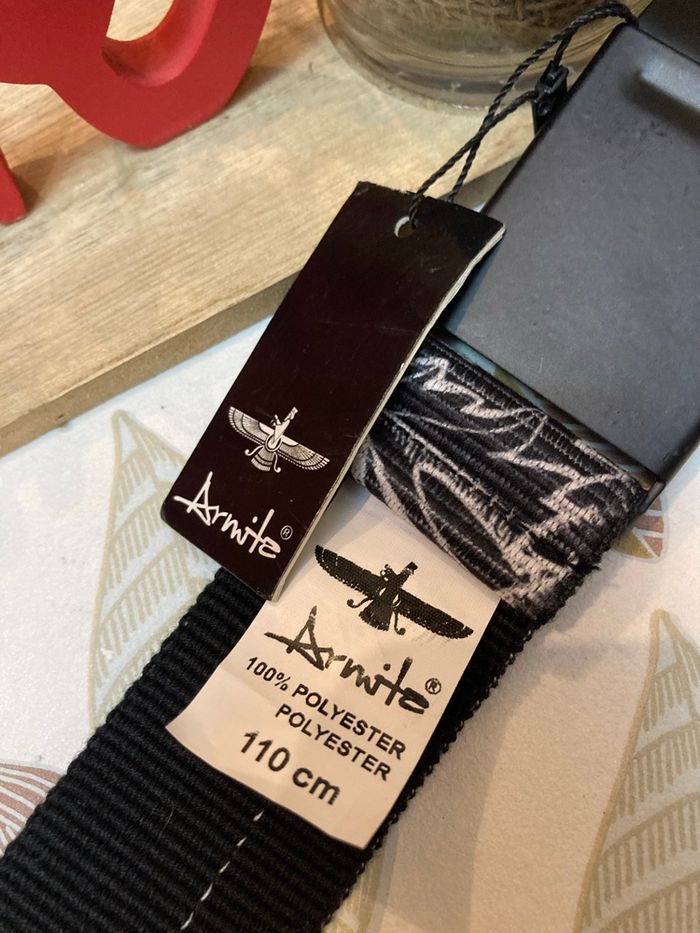 Armita®
Armita®
100% POLYESTER
POLYESTER
110 cm